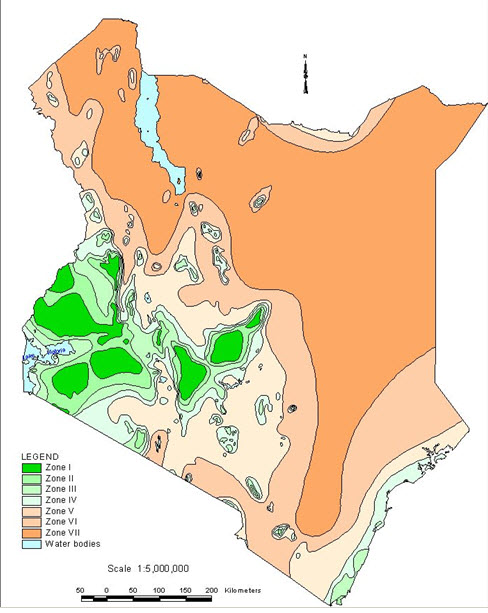 N
Victoria
LEGEND
Zone I
Zone II
Zone III
Zone IV
Zone V
Zone VI
Zone VII
Water bodies
Scale 1:5,000,000
50 0 50 100 150 200 Kilometers